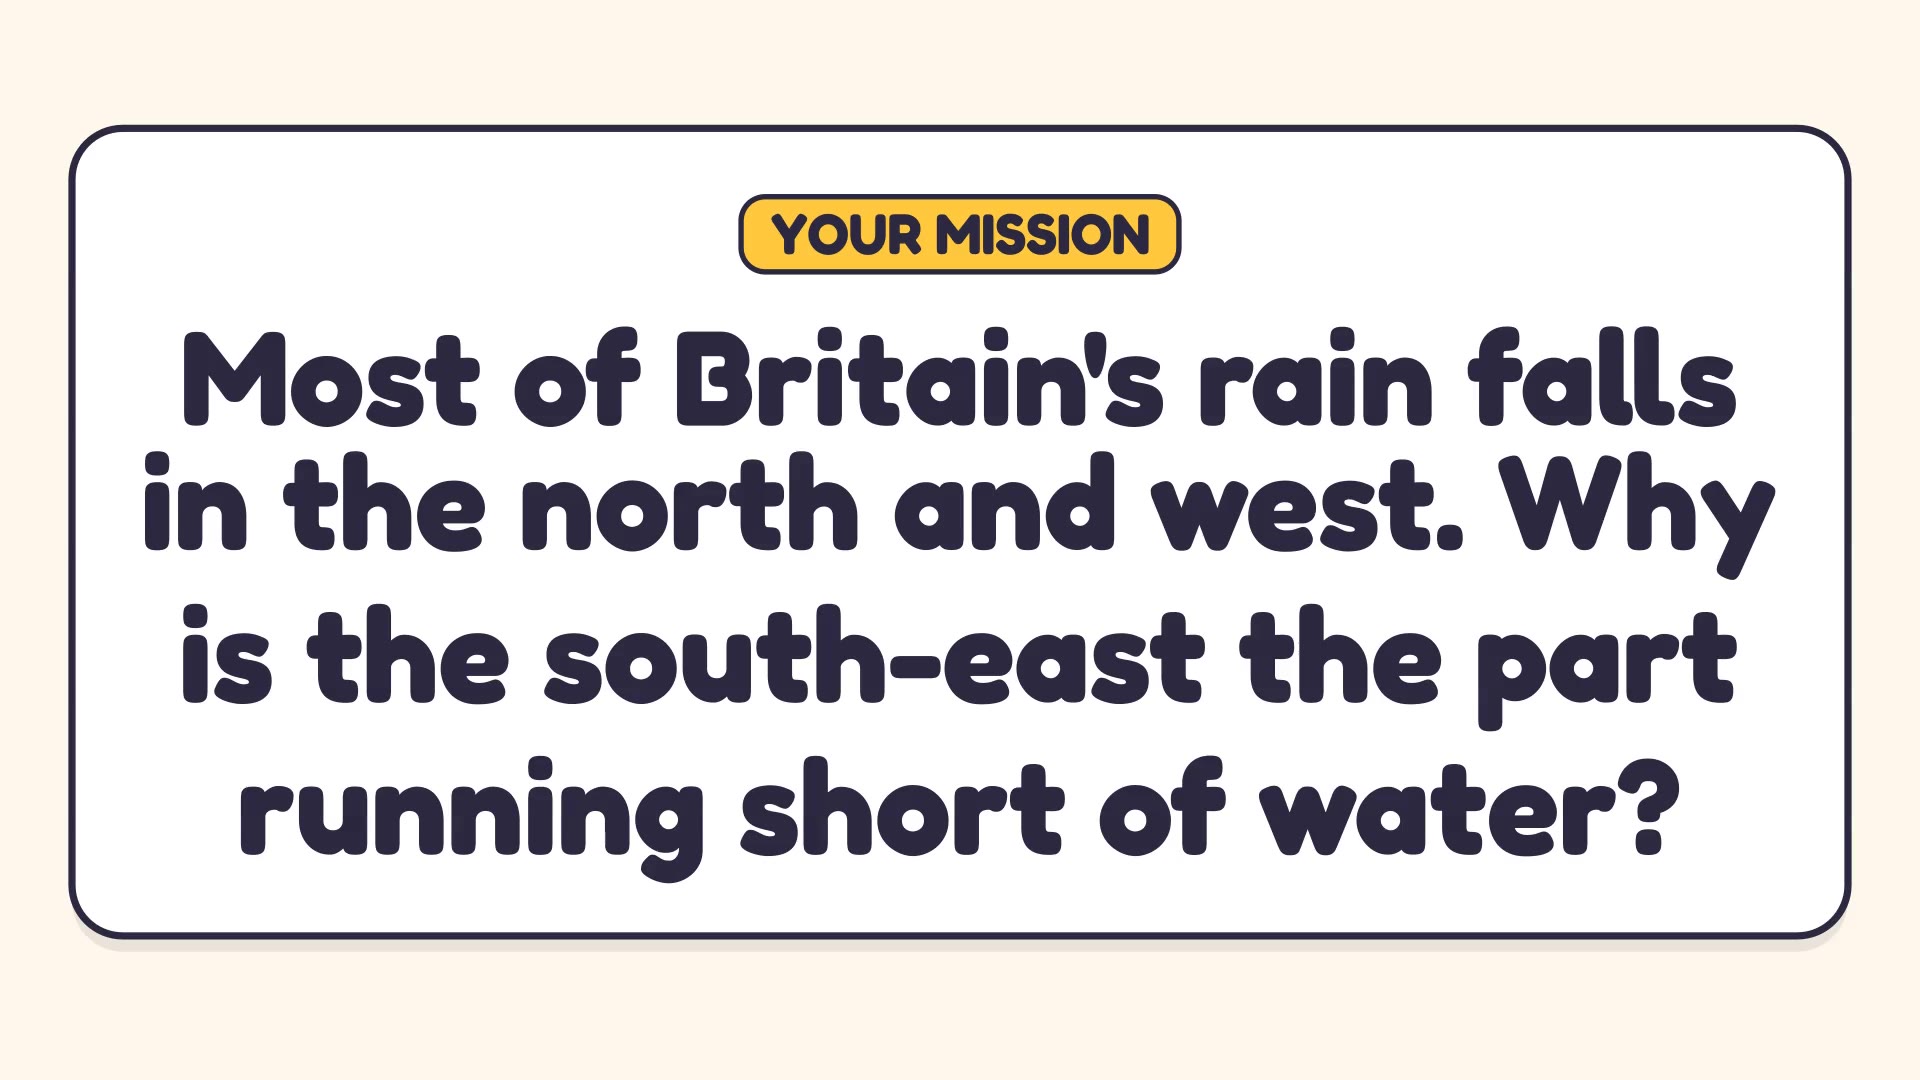 YOUR MISSION
Most of Britain's rain falls
in the north and west. Why
is the south-east the part
running short of water?